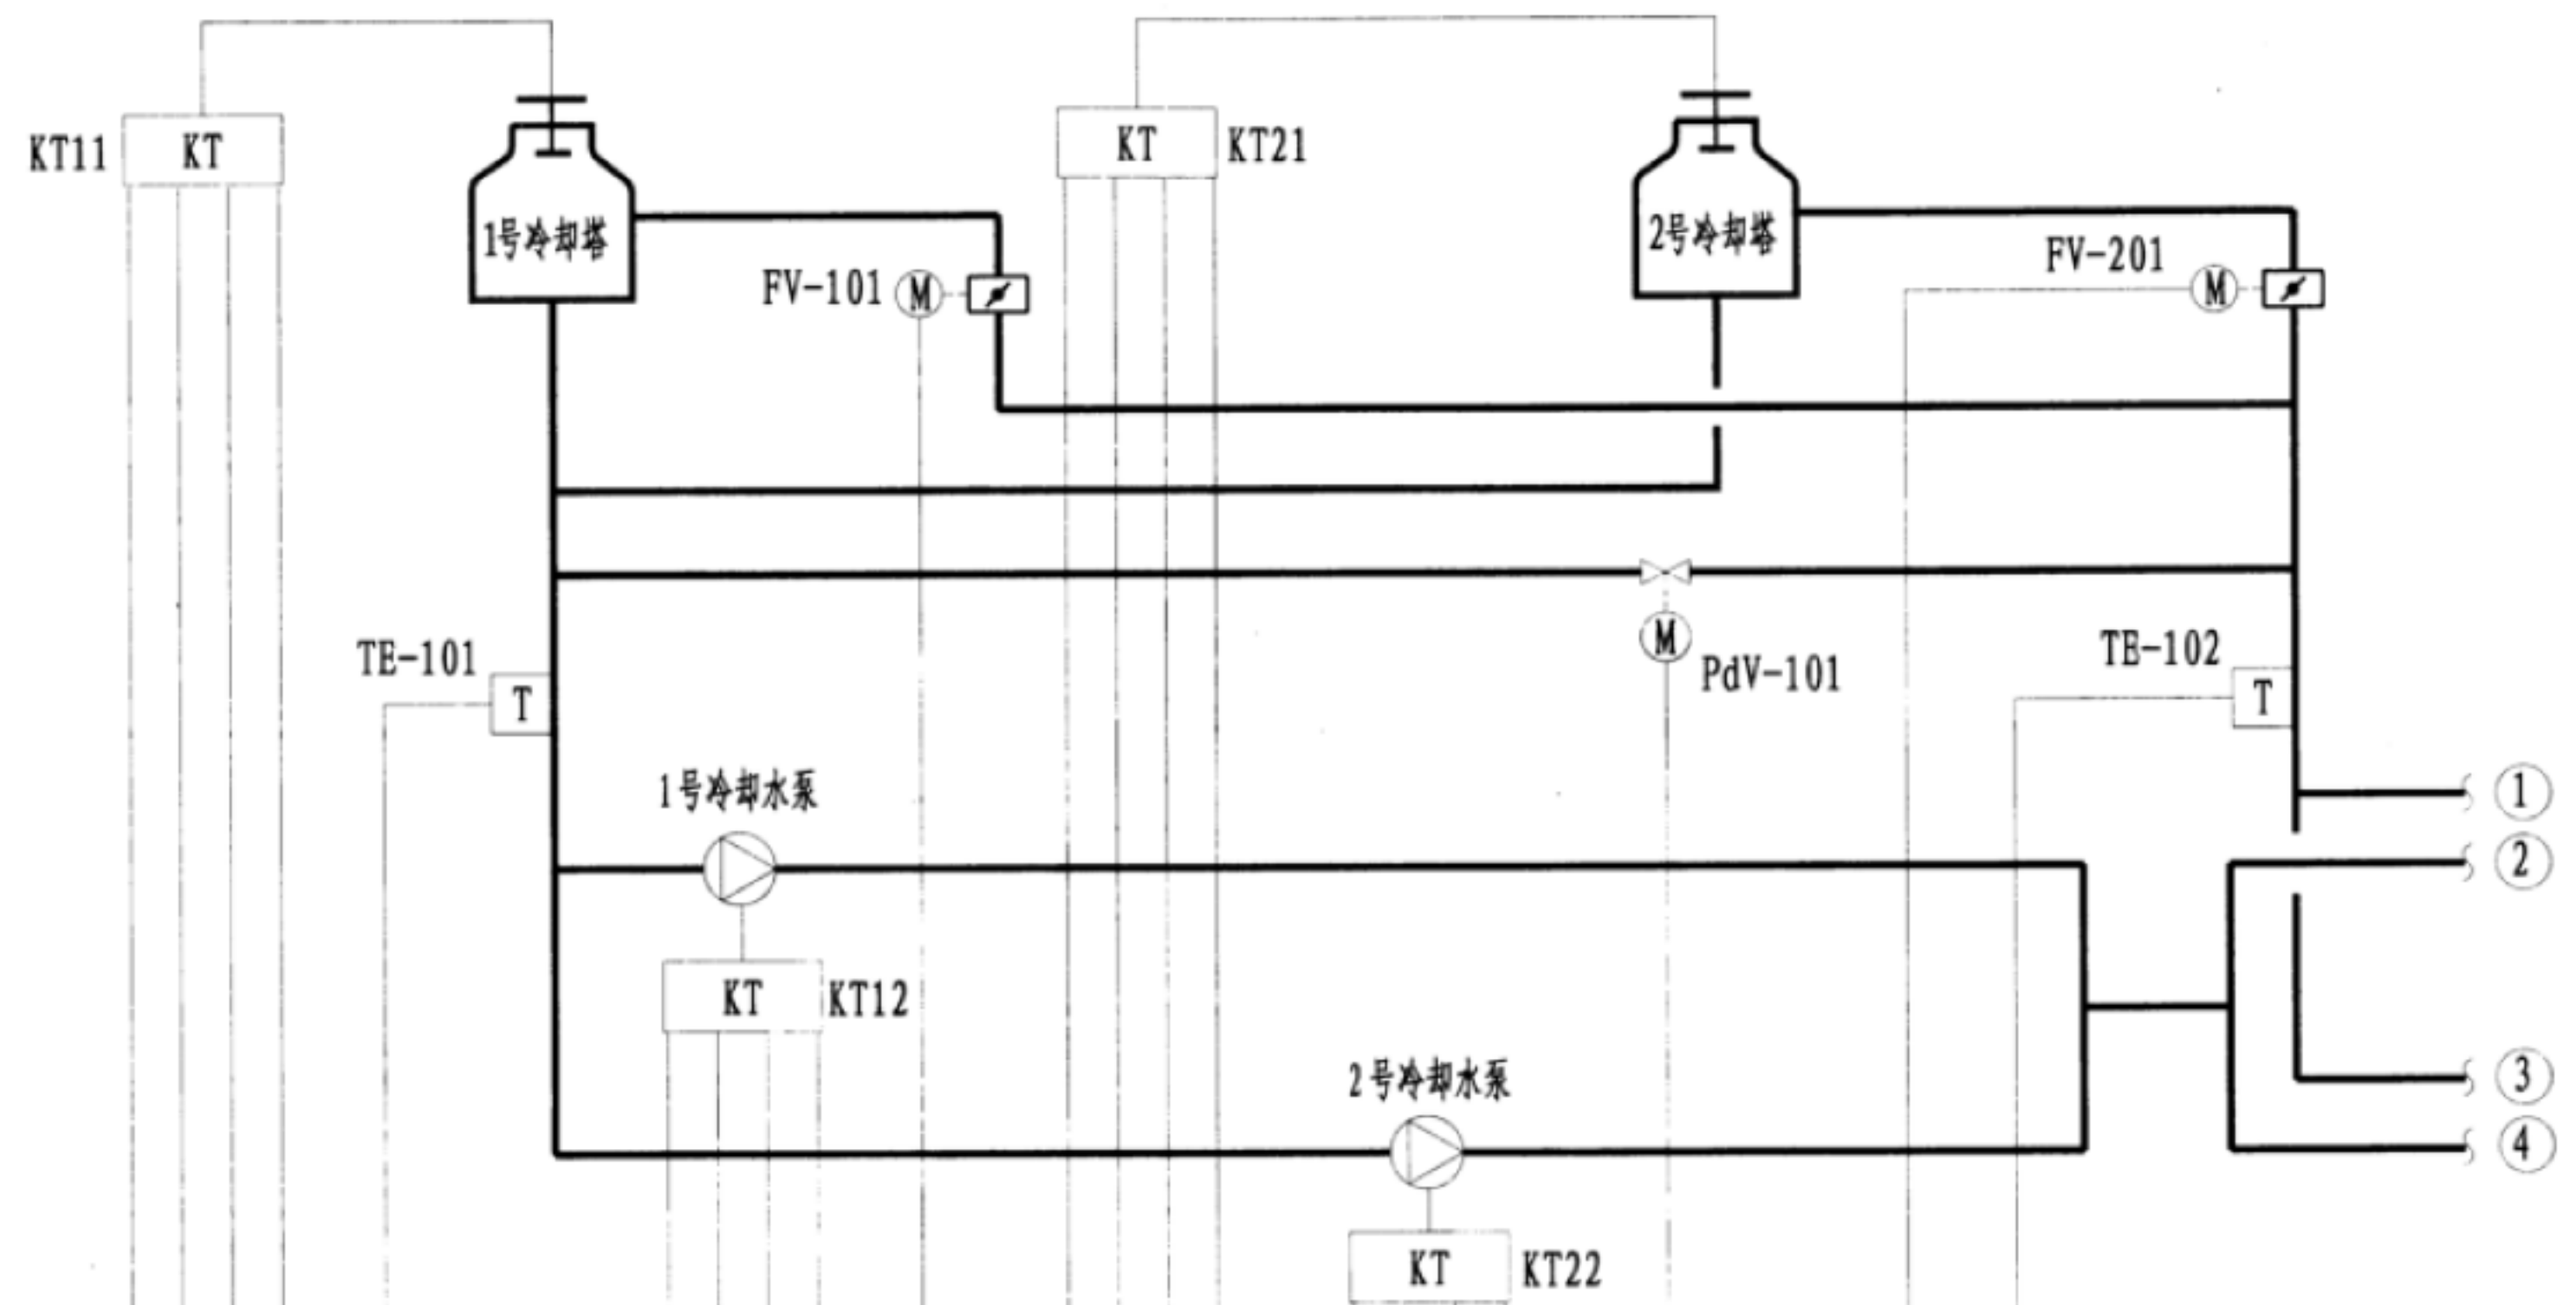 KT11
KT
KT
KT21
1号冷却塔
2号冷却塔
FV-101
M
FV-201
M
TE-101
T
M
PdV-101
TE-102
T
1号冷却水泵
①
②
KT
KT12
2号冷却水泵
③
④
KT
KT22